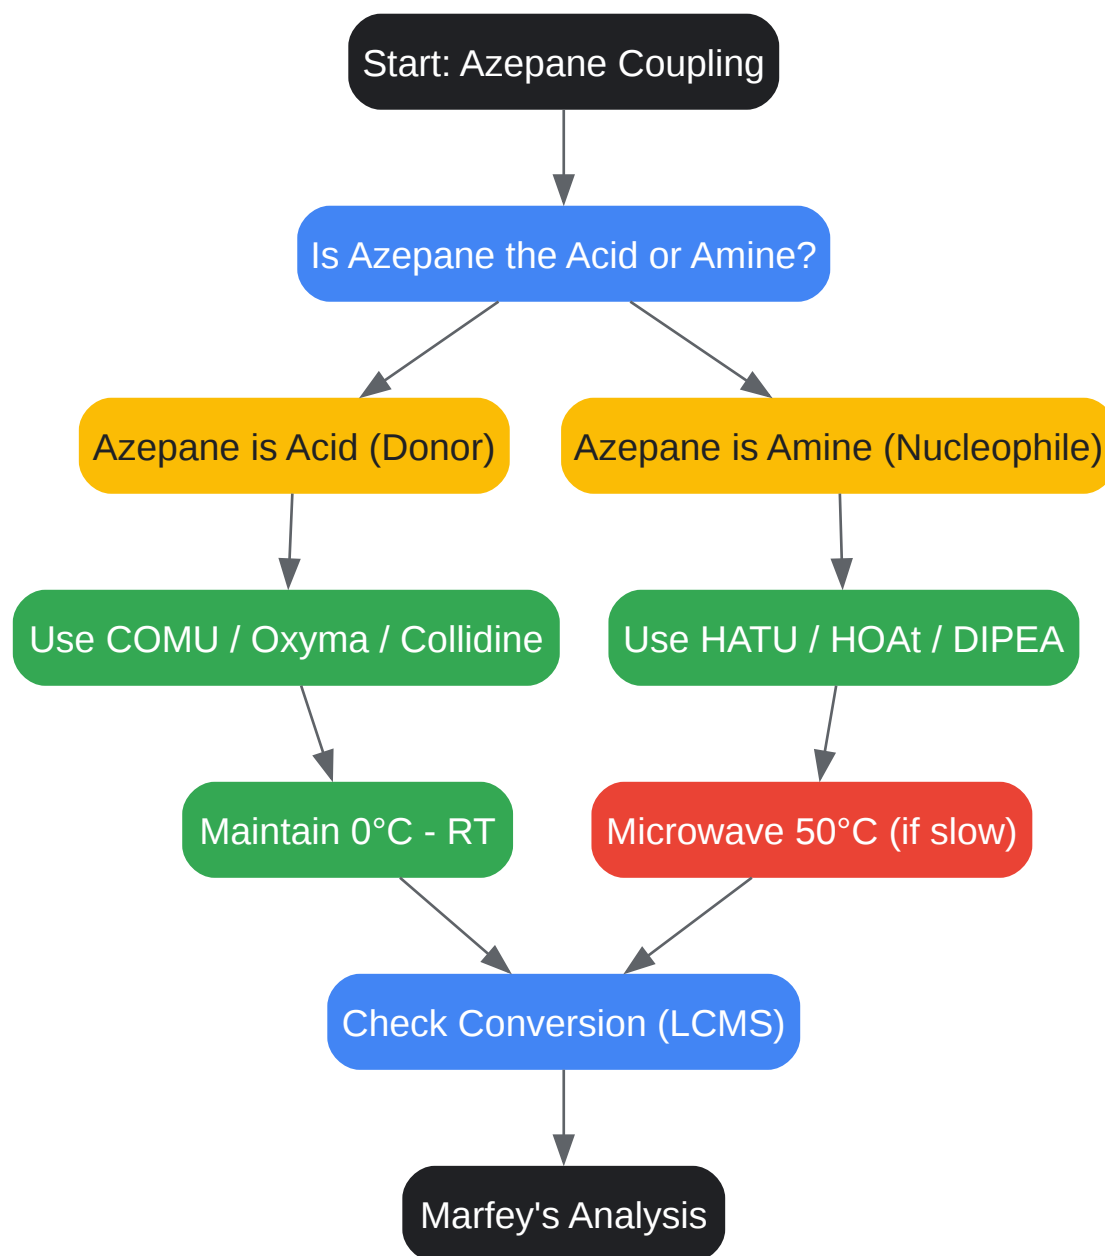 Start: Azepane Coupling
Is Azepane the Acid or Amine?
Azepane is Acid (Donor)
Azepane is Amine (Nucleophile)
Use COMU / Oxyma / Collidine
Use HATU / HOAt / DIPEA
Maintain 0°C - RT
Microwave 50°C (if slow)
Check Conversion (LCMS)
Marfey's Analysis